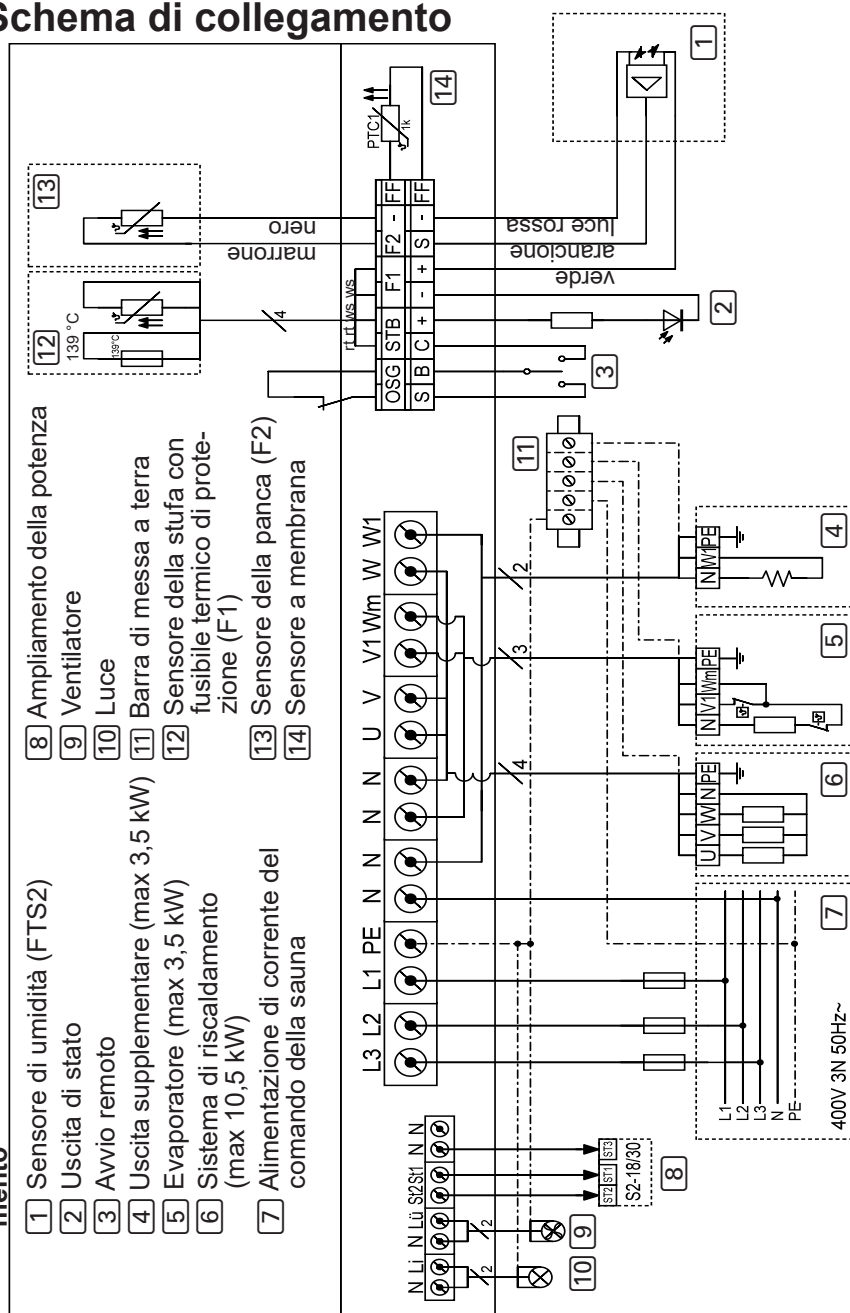 Schema di collegamento
mento
1 Sensore di umidità (FTS2)
2 Uscita di stato
3 Avvio remoto
4 Uscita supplementare (max 3,5 kW)
5 Evaporatore (max 3,5 kW)
6 Sistema di riscaldamento
(max 10,5 kW)
7 Alimentazione di corrente del
comando della sauna
8 Ampliamento della potenza
9 Ventilatore
10 Luce
11 Barra di messa a terra
12 Sensore della stufa con
fusibile termico di prote-
zione (F1)
13 Sensore della panca (F2)
14 Sensore a membrana
12
139 °C
139°C
13
marrone
nero
4
rt rt ws ws
PTC1
1k
14
OSG STB F1 F2 - FF
S B C + - + S - FF
verde
arancione
luce rossa
1
2
3
N Li N Lü St2 St1 N N
L3 L2 L1 PE N N N N U V V1 Wm W W1
2
2
4
3
2
11
ST2 ST1 ST3
S2-18/30
8
9
10
L1
L2
L3
N
PE
400V 3N 50Hz~
7
U V W N PE
6
N V1 Wm PE
5
N W1 PE
4